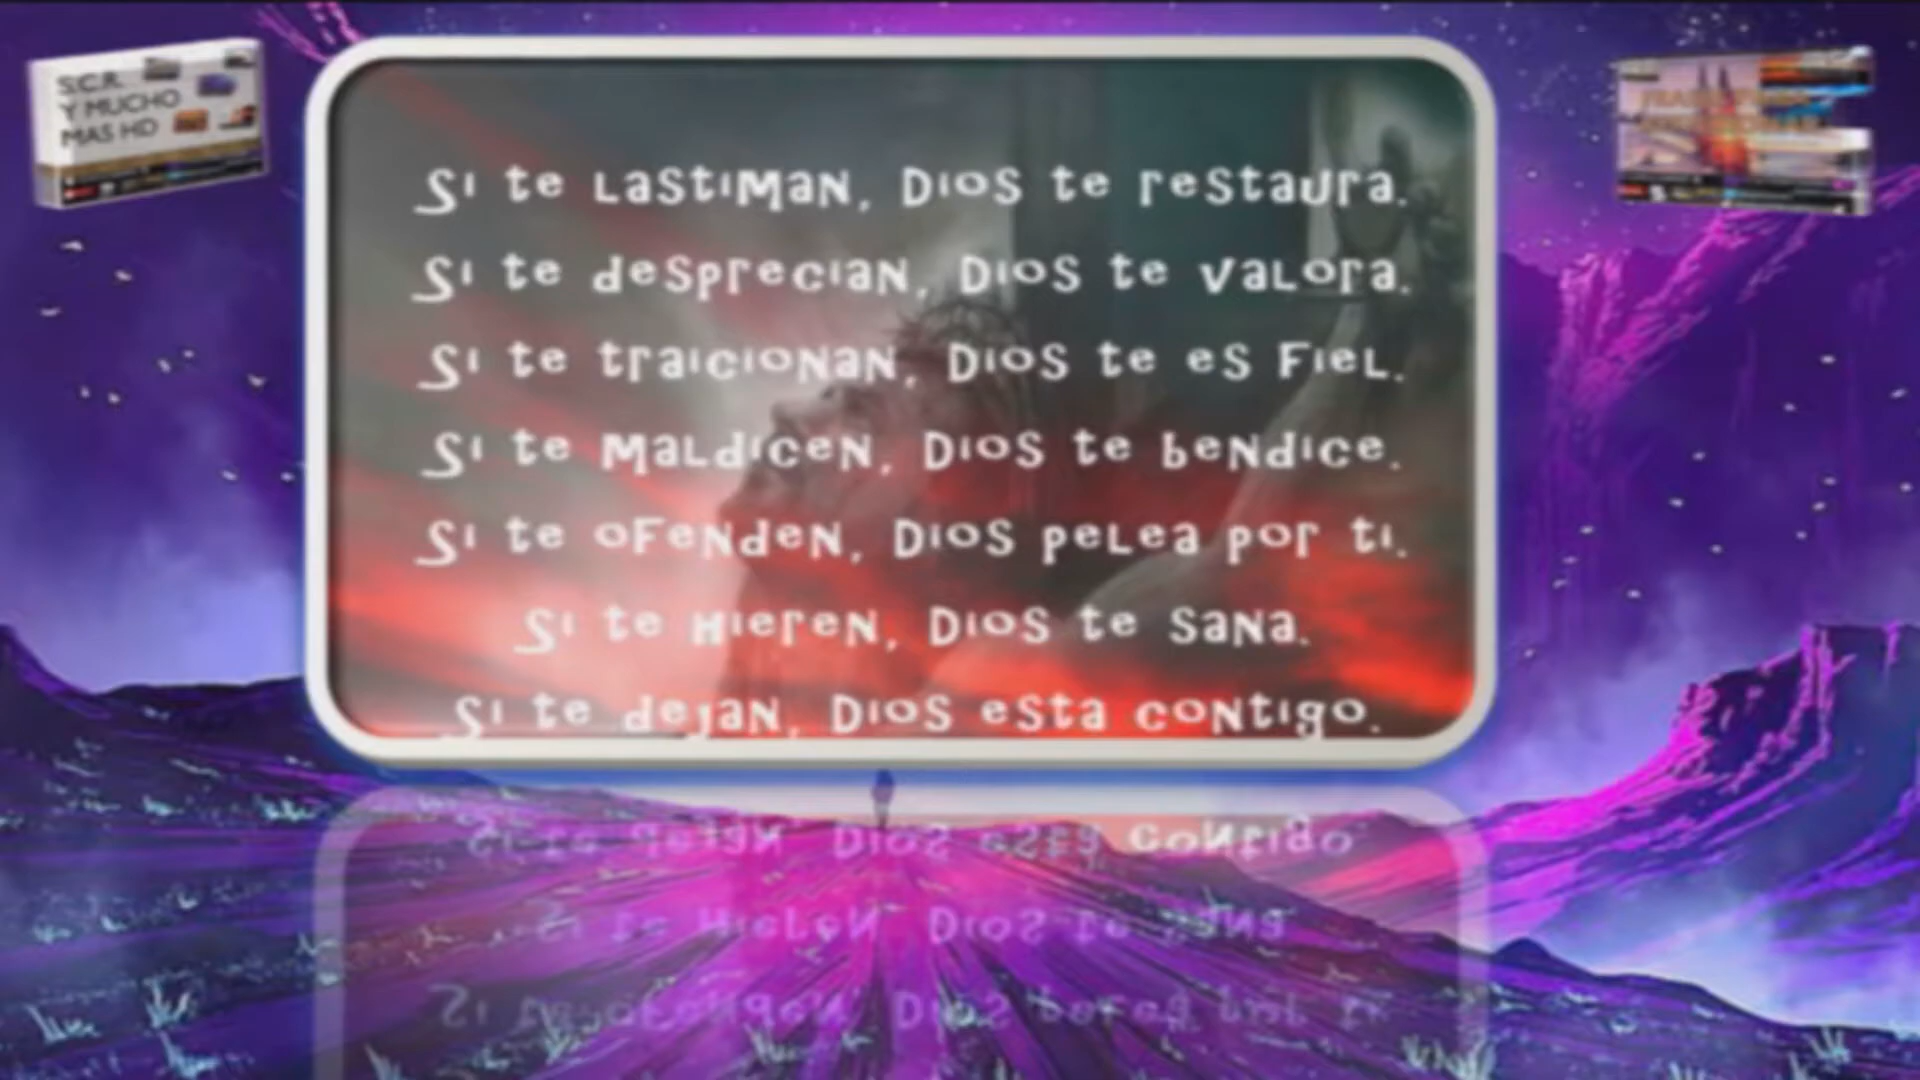 S.C.R.
Y MUCHO
MAS HD
Si te Lastiman, Dios te restaura.
Si te desprecian, Dios te valora.
Si te traicionan, Dios te es Fiel.
Si te Maldicen, Dios te bendice.
Si te ofenden, Dios pelea por ti.
Si te Hieren, Dios te sana.
Si te dejan, Dios esta contigo.